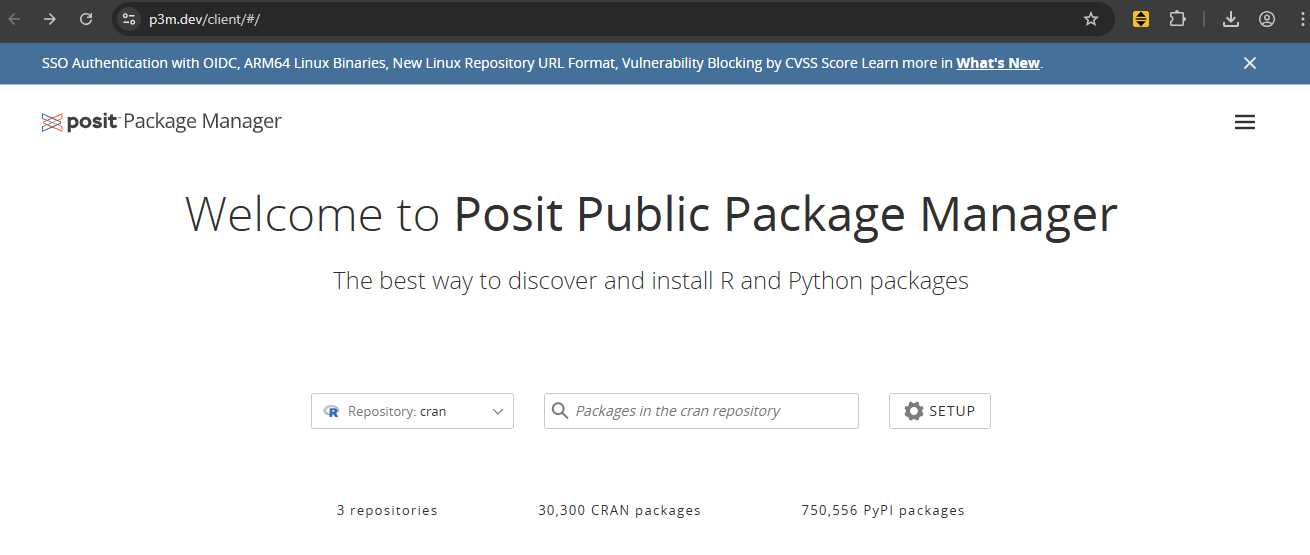 p3m.dev/client/#/
SSO Authentication with OIDC, ARM64 Linux Binaries, New Linux Repository URL Format, Vulnerability Blocking by CVSS Score Learn more in What's New.
posit Package Manager
Welcome to Posit Public Package Manager
The best way to discover and install R and Python packages
R Repository: cran
Packages in the cran repository
SETUP
3 repositories
30,300 CRAN packages
750,556 PyPI packages